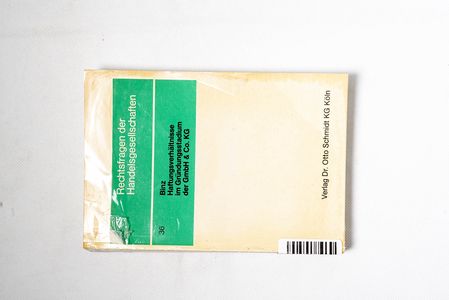 Rechtsfragen der
Handelsgesellschaften
36
Binz
Haftungsverhältnisse
im Gründungsstadium
der GmbH & Co. KG
Verlag Dr. Otto Schmidt KG Köln